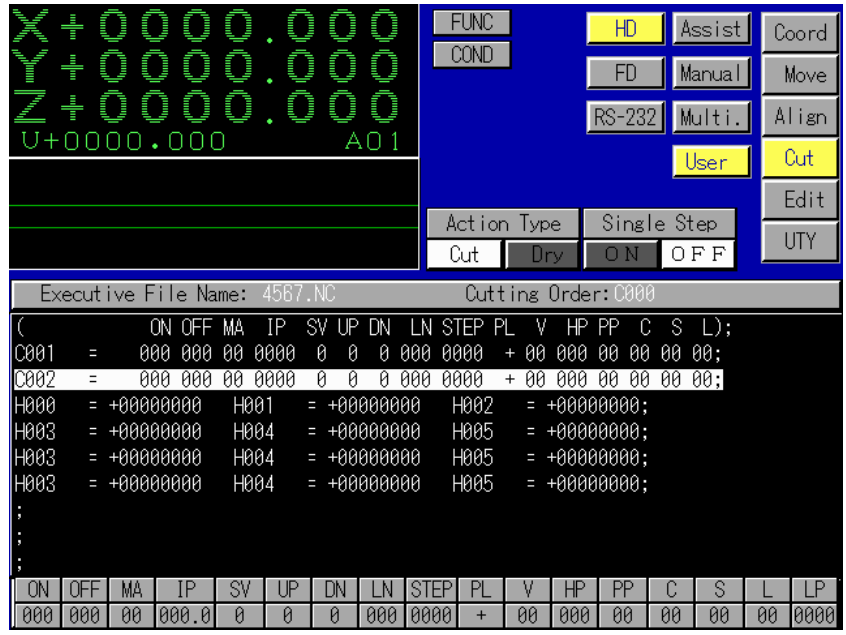 X+0000.000
Y+0000.000
Z+0000.000
U+0000.000 A01
FUNC
COND
HD
FD
RS-232
Assist
Manual
Multi.
User
Coord
Move
Align
Cut
Edit
UTY
Action Type
Cut Dry
Single Step
ON OFF
Executive File Name: 4567.NC Cutting Order:C000
( ON OFF MA IP SV UP DN LN STEP PL V HP PP C S L);
C001 = 000 000 00 0000 0 0 0 000 0000 + 00 000 00 00 00 00;
C002 = 000 000 00 0000 0 0 0 000 0000 + 00 000 00 00 00 00;
H000 = +00000000 H001 = +00000000 H002 = +00000000;
H003 = +00000000 H004 = +00000000 H005 = +00000000;
H003 = +00000000 H004 = +00000000 H005 = +00000000;
H003 = +00000000 H004 = +00000000 H005 = +00000000;
;
;
;
ON OFF MA IP SV UP DN LN STEP PL V HP PP C S L LP
000 000 00 000.0 0 0 0 000 0000 + 00 000 00 00 00 00 0000